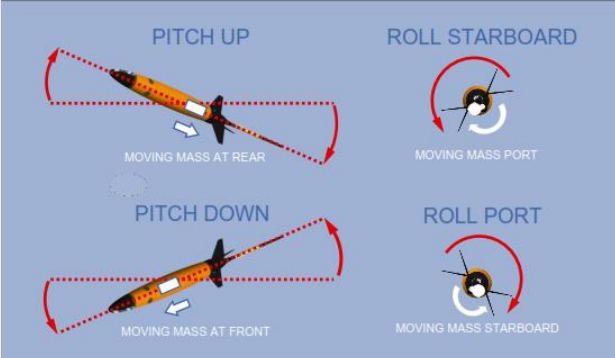 PITCH UP
ROLL STARBOARD
MOVING MASS AT REAR
MOVING MASS PORT
PITCH DOWN
ROLL PORT
MOVING MASS AT FRONT
MOVING MASS STARBOARD